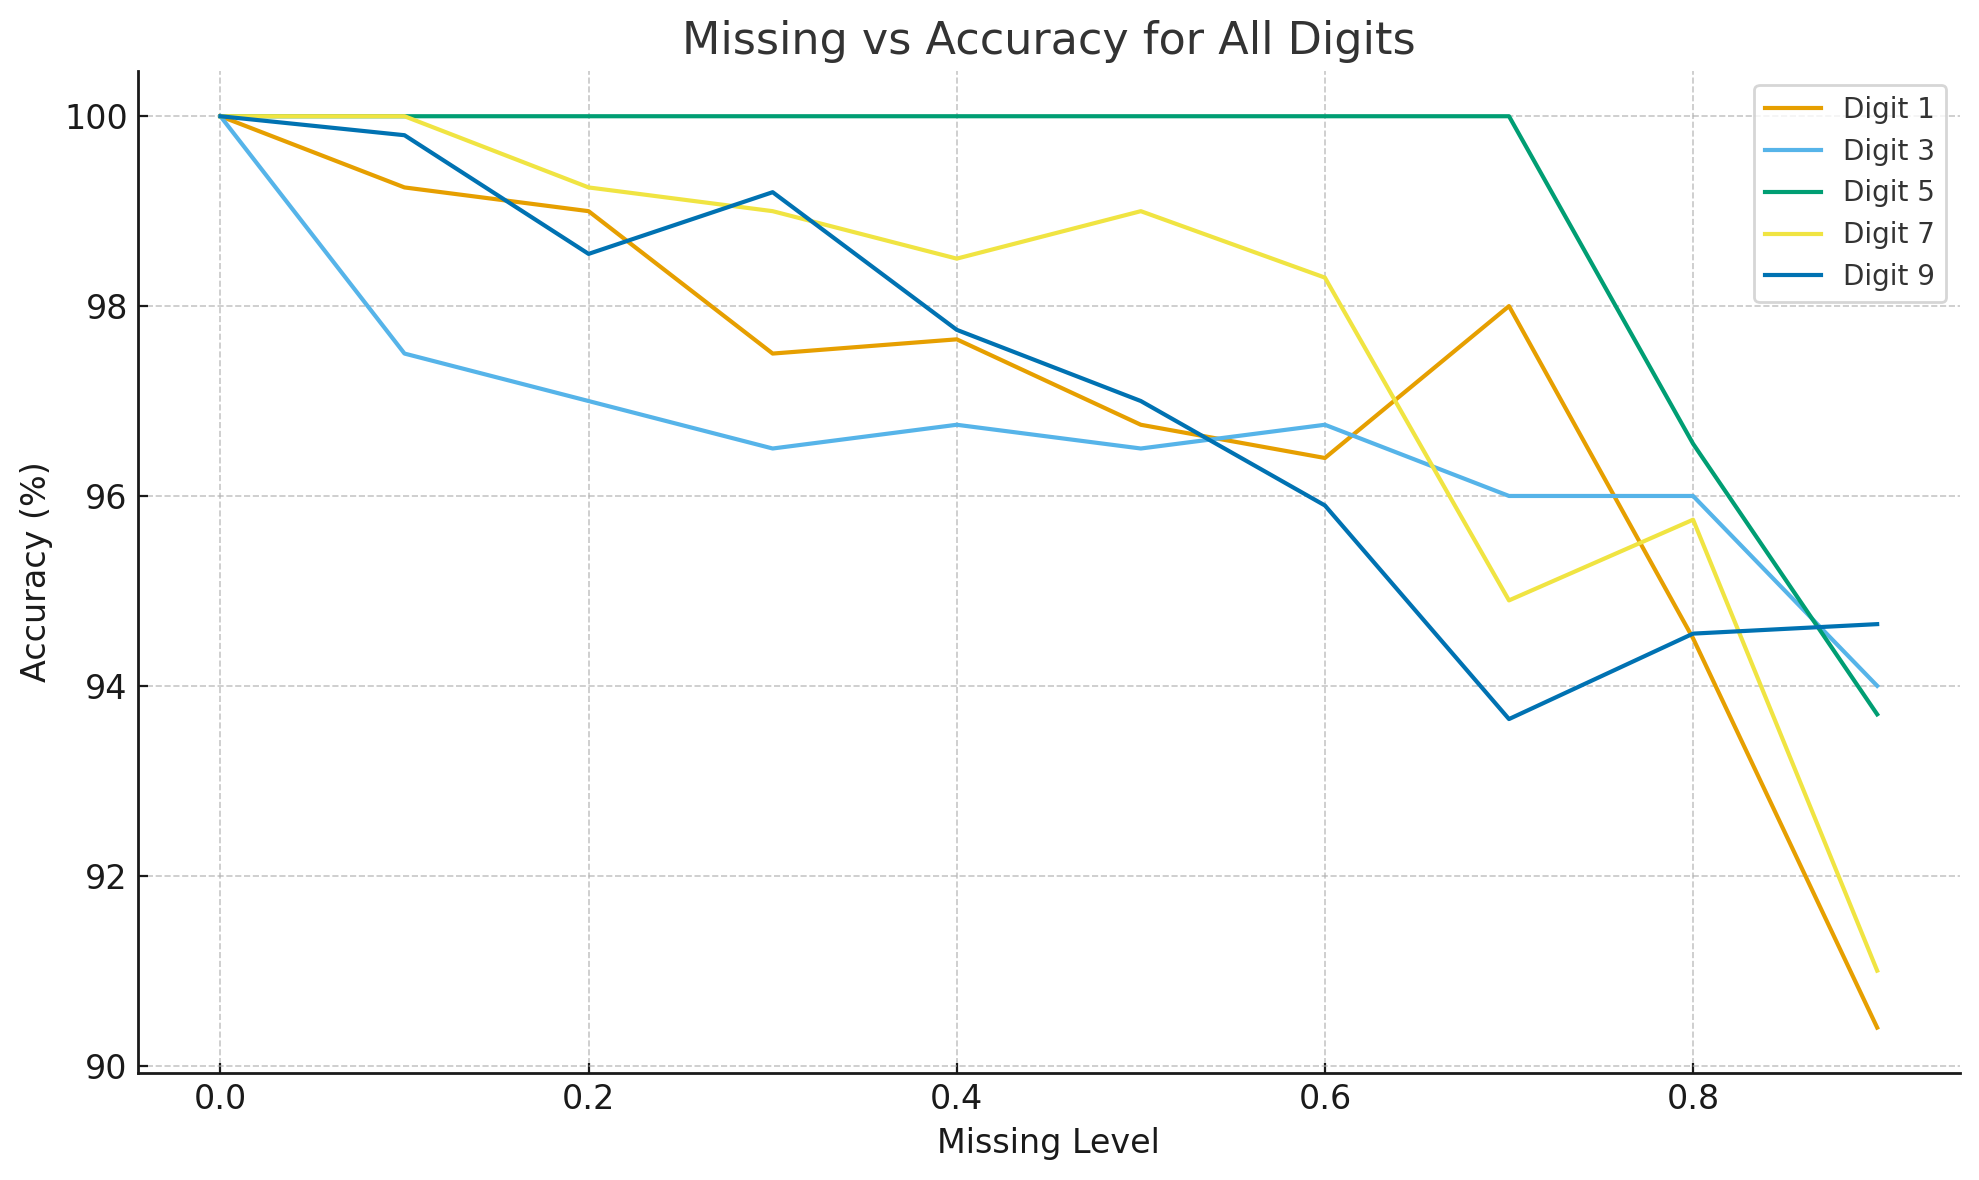 Missing vs Accuracy for All Digits
100
98
96
94
92
90
Accuracy (%)
Digit 1
Digit 3
Digit 5
Digit 7
Digit 9
0.0 0.2 0.4 0.6 0.8
Missing Level